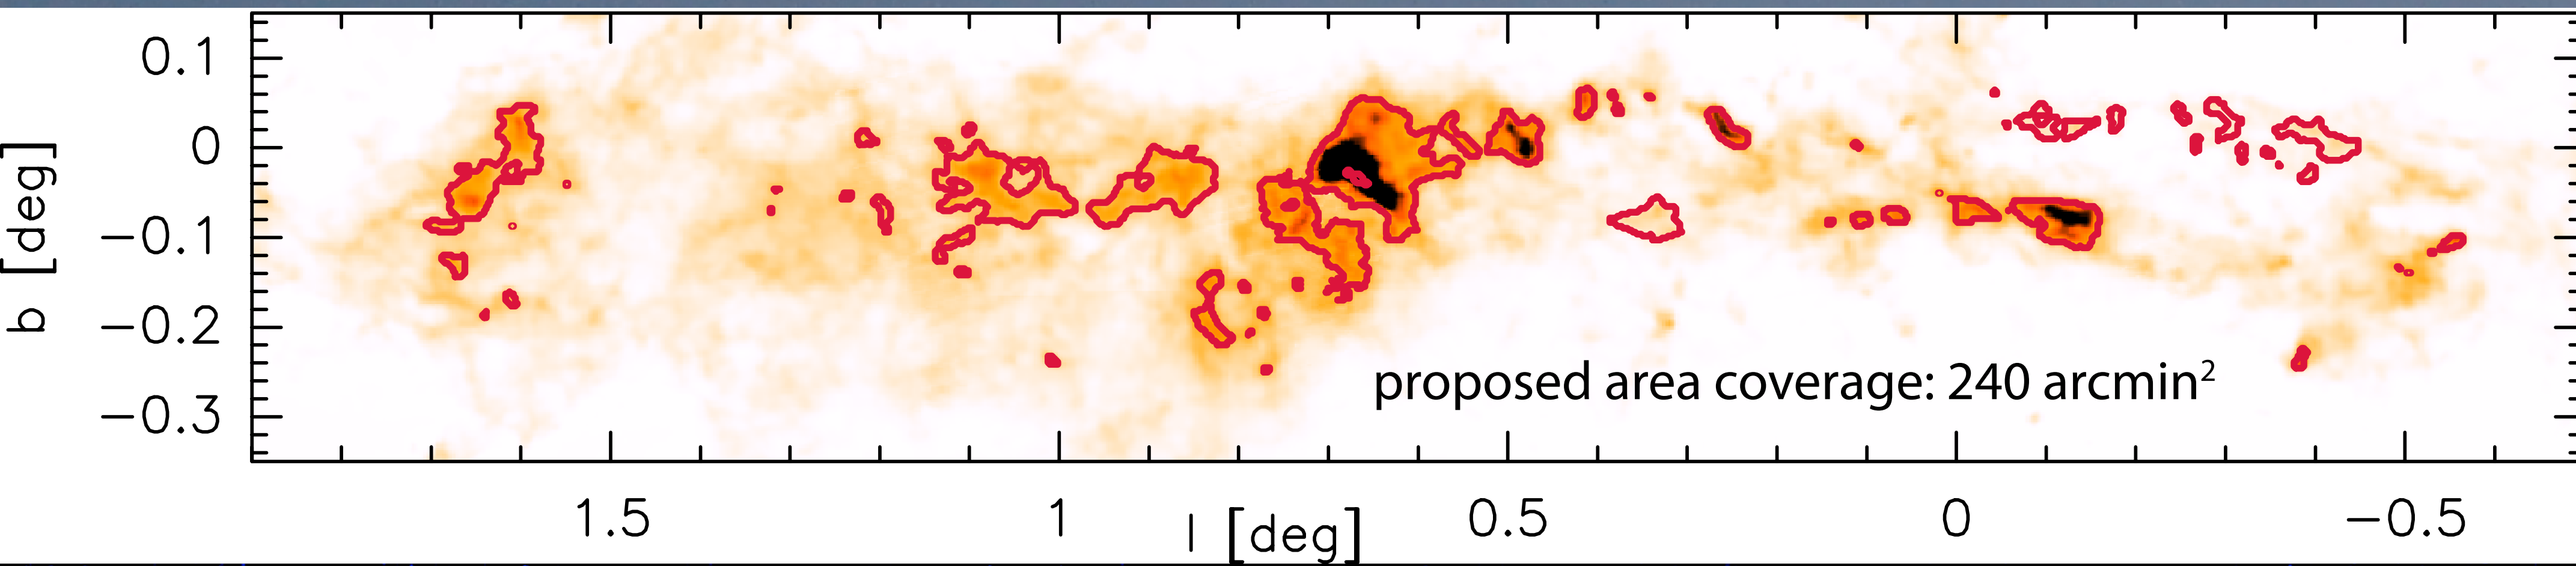 0.1
0
−0.1
−0.2
−0.3
b [deg]
proposed area coverage: 240 arcmin²
1.5 1 0.5 0 −0.5
l [deg]